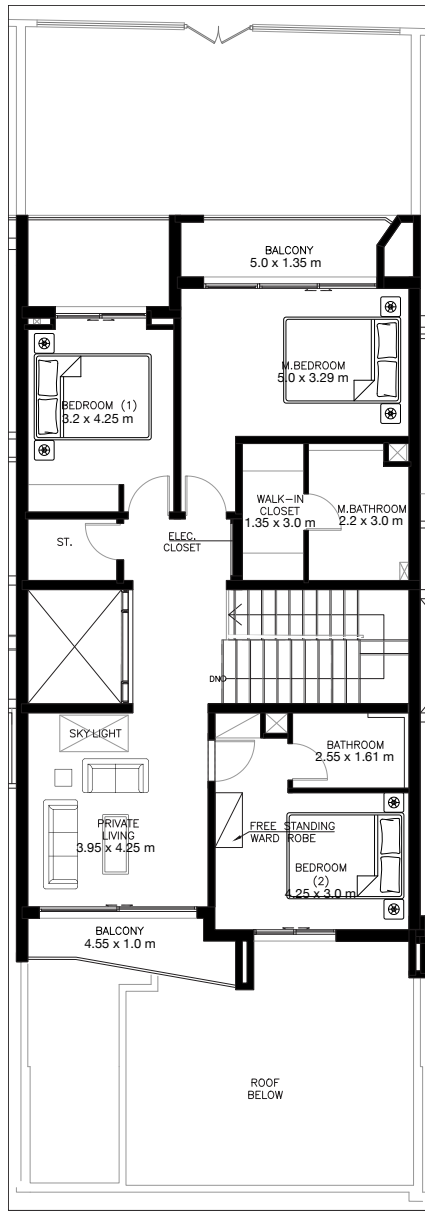 BALCONY
5.0 x 1.35 m
M.BEDROOM
5.0 x 3.29 m
BEDROOM (1)
3.2 x 4.25 m
WALK-IN
CLOSET
1.35 x 3.0 m
M.BATHROOM
2.2 x 3.0 m
ST.
ELEC.
CLOSET
DN
SKYLIGHT
BATHROOM
2.55 x 1.61 m
PRIVATE
LIVING
3.95 x 4.25 m
FREE STANDING
WARD ROBE
BEDROOM
(2)
4.25 x 3.0 m
BALCONY
4.55 x 1.0 m
ROOF
BELOW